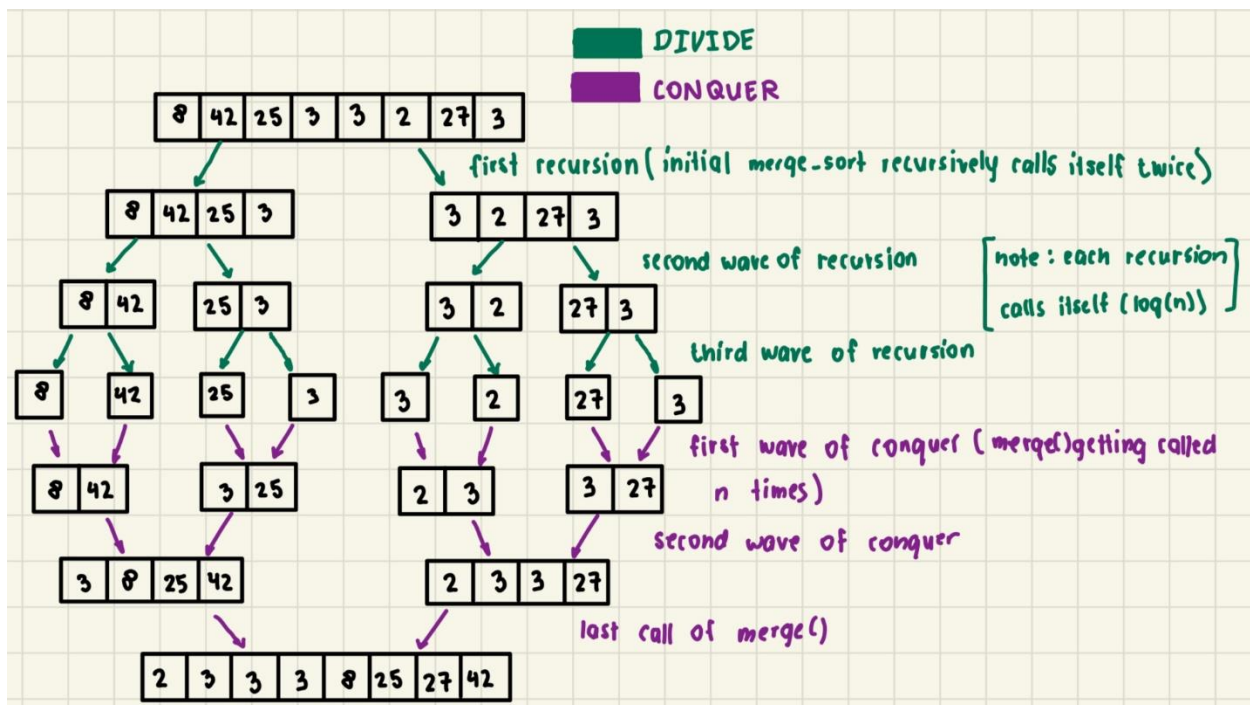 DIVIDE
CONQUER
8 42 25 3 3 2 27 3
first recursion (initial merge_sort recursively calls itself twice)
8 42 25 3 3 2 27 3
second wave of recursion
[note: each recursion
calls itself (log(n))]
8 42 25 3 3 2 27 3
third wave of recursion
8 42 25 3 3 2 27 3
first wave of conquer (merge() getting called
n times)
8 42 3 25 2 3 3 27
second wave of conquer
3 8 25 42 2 3 3 27
last call of merge()
2 3 3 3 8 25 27 42